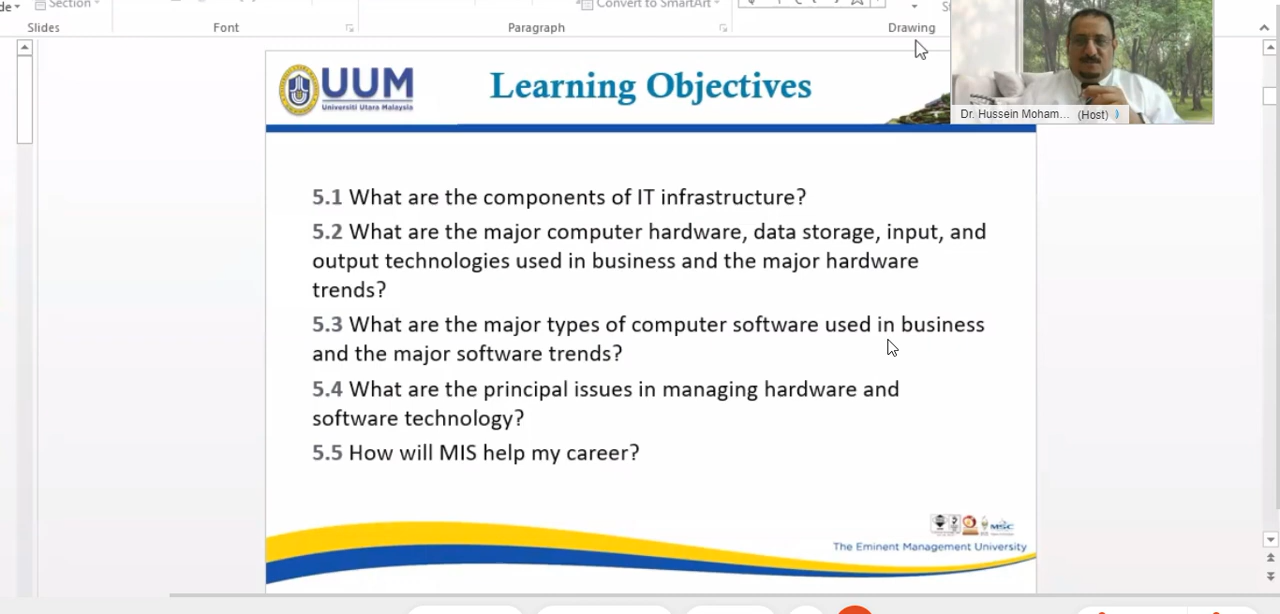 Section
Convert to SmartArt
Slides
Font
Paragraph
Drawing
UUM
Universiti Utara Malaysia
Learning Objectives
Dr. Hussein Moham... (Host)
5.1 What are the components of IT infrastructure?
5.2 What are the major computer hardware, data storage, input, and
output technologies used in business and the major hardware
trends?
5.3 What are the major types of computer software used in business
and the major software trends?
5.4 What are the principal issues in managing hardware and
software technology?
5.5 How will MIS help my career?
MSC
The Eminent Management University